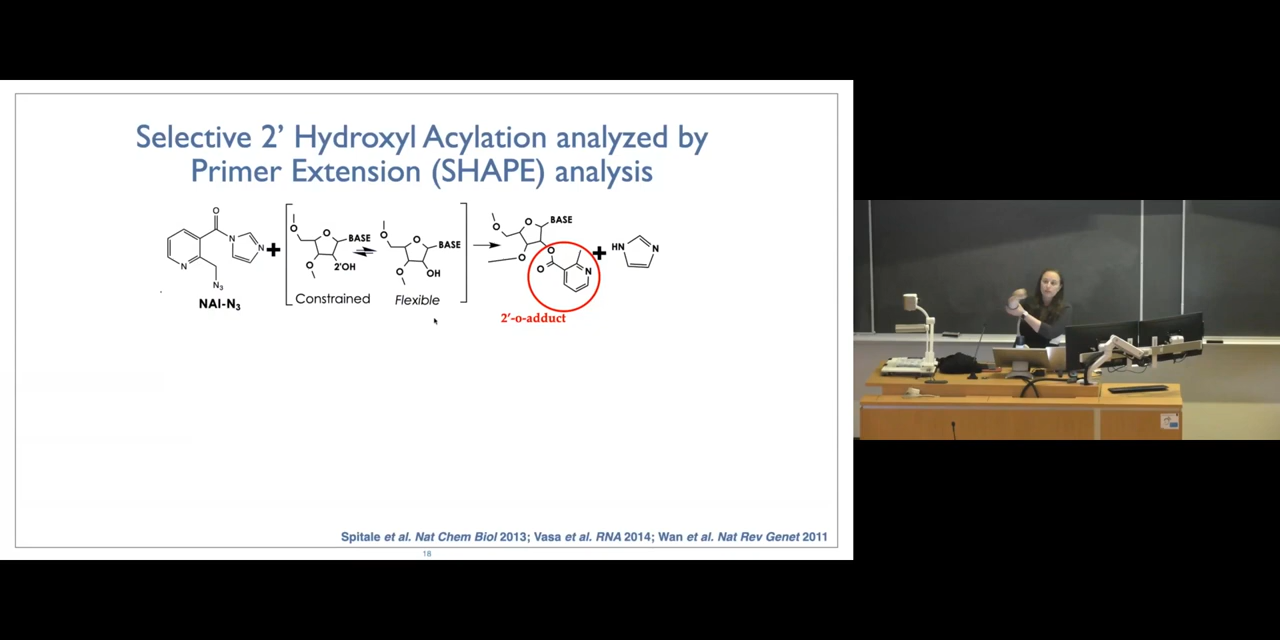 Selective 2’ Hydroxyl Acylation analyzed by
Primer Extension (SHAPE) analysis
O
N
N
N
N₃
NAI-N₃
+
O
O
BASE
O
2'OH
Constrained
O
O
BASE
O
OH
Flexible
O
O
BASE
O
O
O
N
2'-o-adduct
+
HN
N
Spitale et al. Nat Chem Biol 2013; Vasa et al. RNA 2014; Wan et al. Nat Rev Genet 2011
18